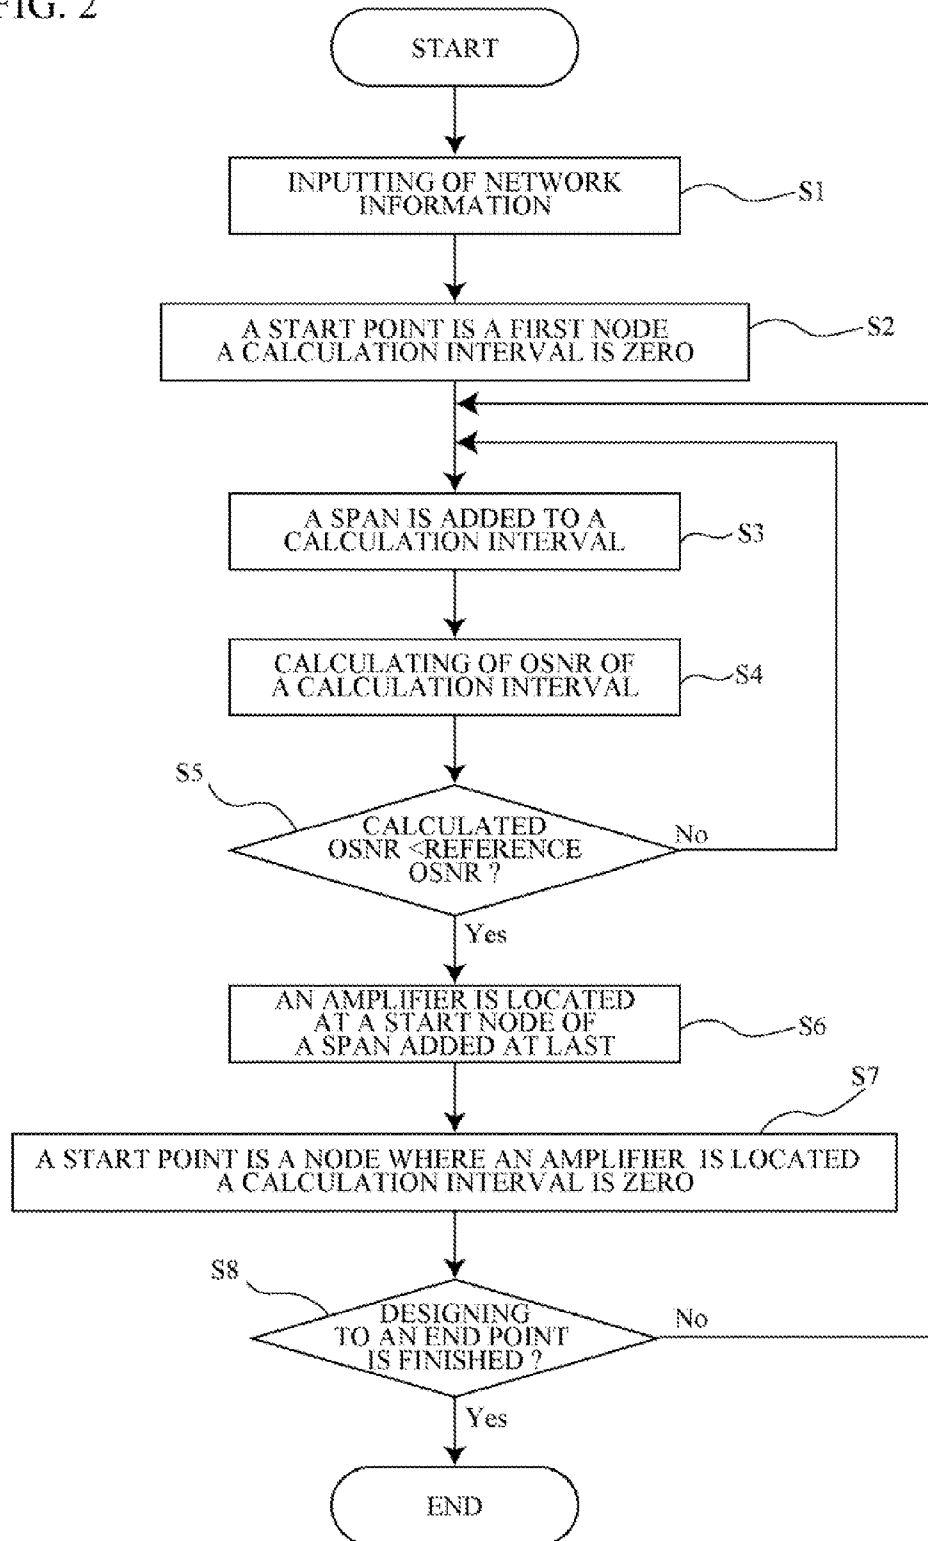 FIG. 2
START
INPUTTING OF NETWORK
INFORMATION
S1
A START POINT IS A FIRST NODE
A CALCULATION INTERVAL IS ZERO
S2
A SPAN IS ADDED TO A
CALCULATION INTERVAL
S3
CALCULATING OF OSNR OF
A CALCULATION INTERVAL
S4
S5
CALCULATED
OSNR <REFERENCE
OSNR ?
No
Yes
AN AMPLIFIER IS LOCATED
AT A START NODE OF
A SPAN ADDED AT LAST
S6
S7
A START POINT IS A NODE WHERE AN AMPLIFIER IS LOCATED
A CALCULATION INTERVAL IS ZERO
S8
DESIGNING
TO AN END POINT
IS FINISHED ?
No
Yes
END